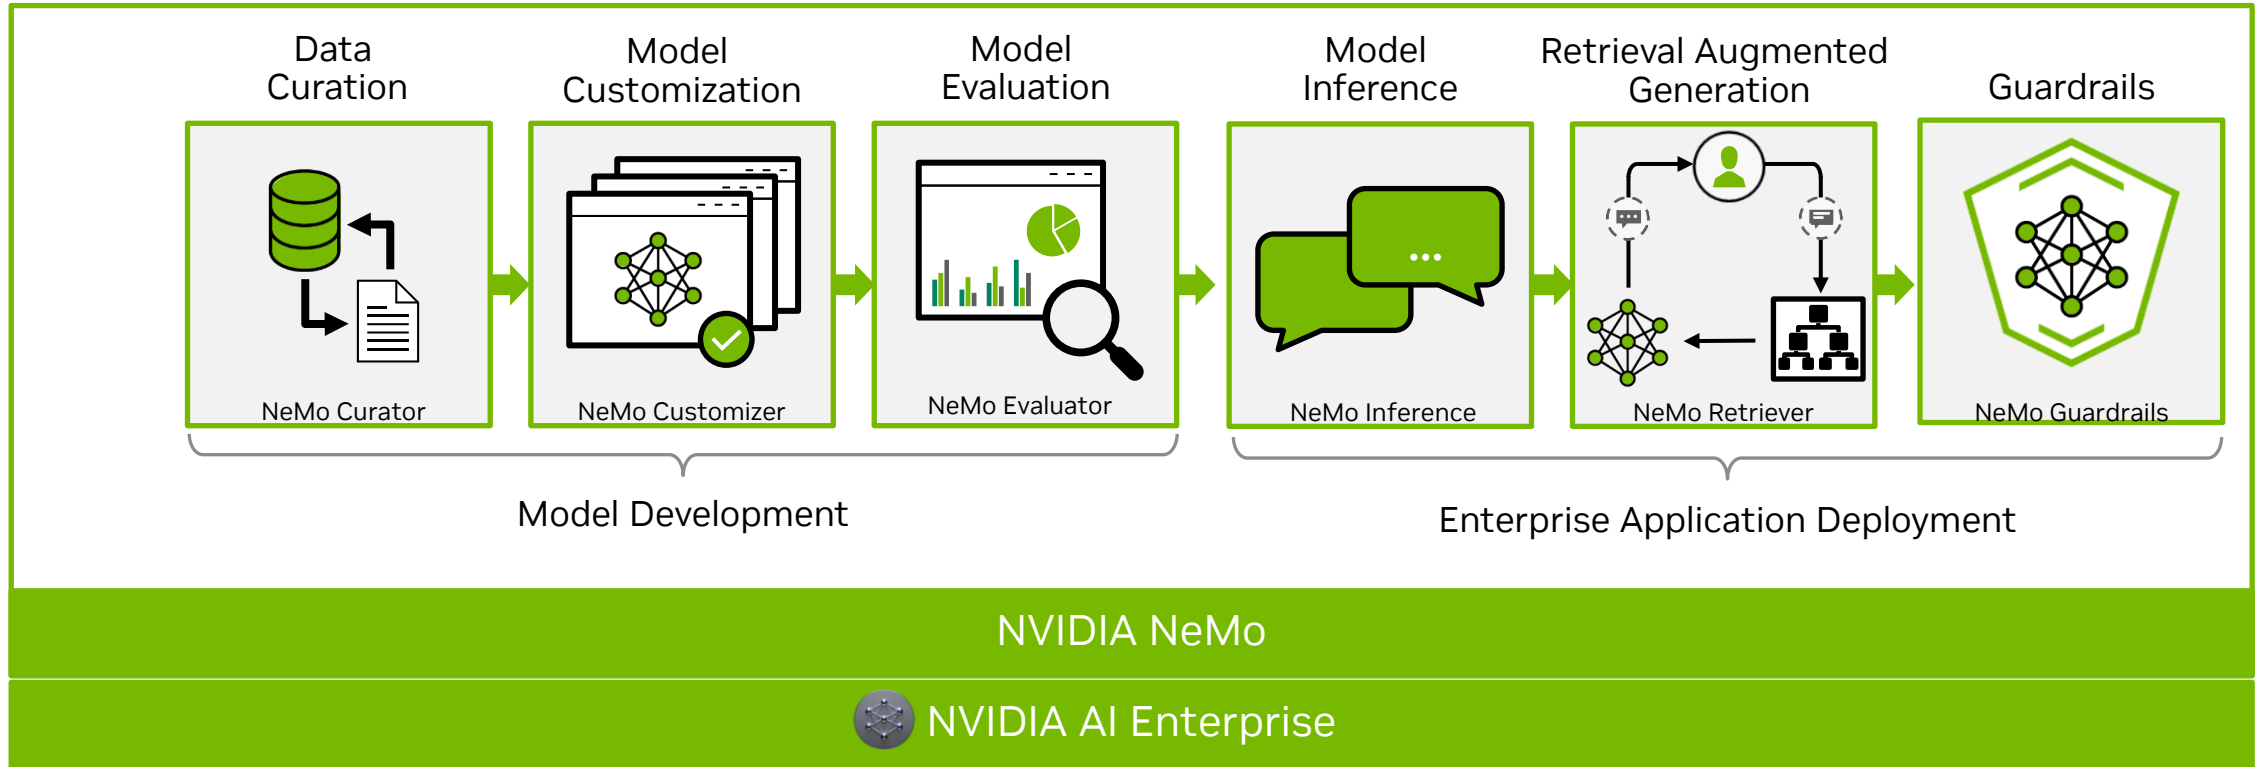 Data
Curation
Model
Customization
Model
Evaluation
Model
Inference
Retrieval Augmented
Generation
Guardrails
NeMo Curator
NeMo Customizer
NeMo Evaluator
NeMo Inference
NeMo Retriever
NeMo Guardrails
Model Development
Enterprise Application Deployment
NVIDIA NeMo
NVIDIA AI Enterprise